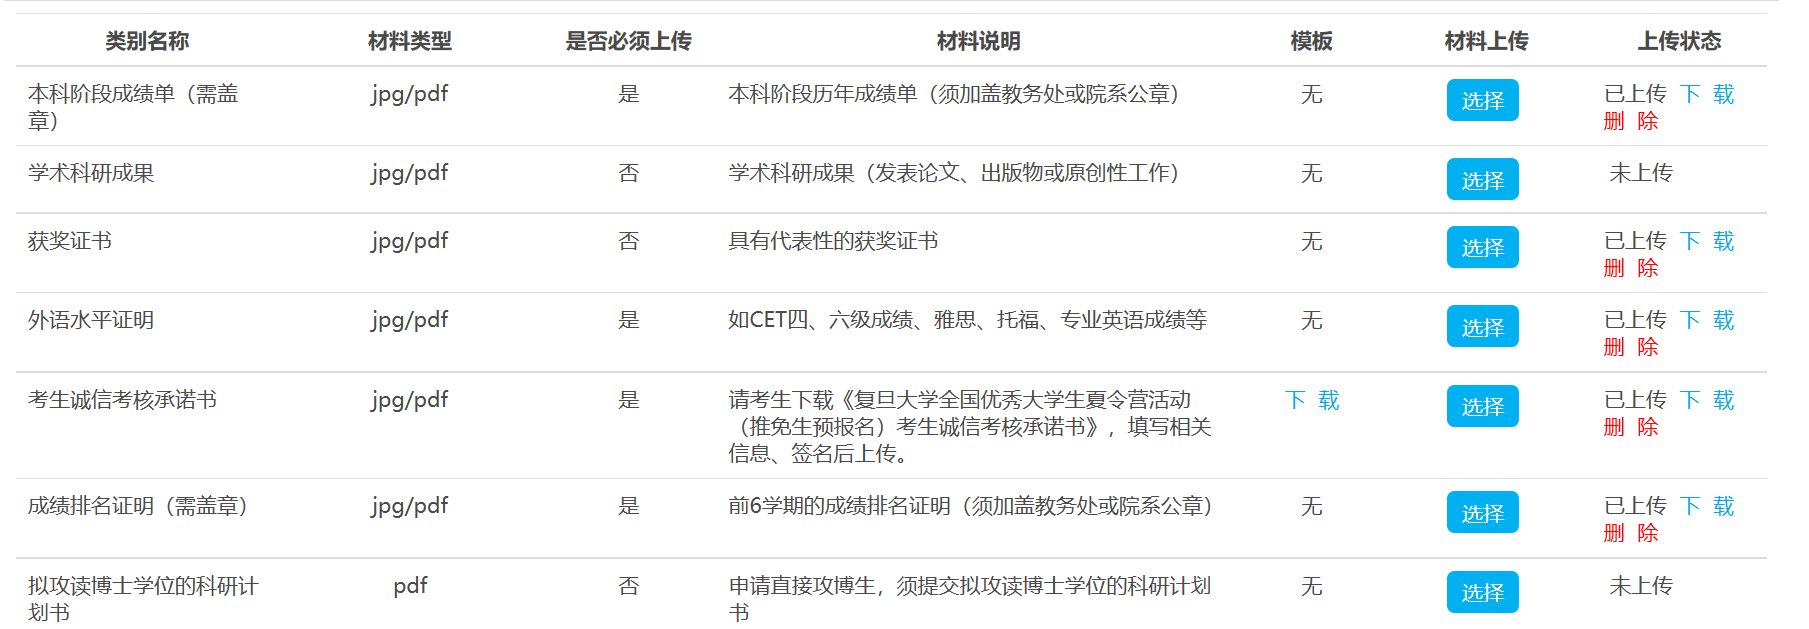 类别名称 材料类型 是否必须上传 材料说明 模板 材料上传 上传状态
本科阶段成绩单（需盖 jpg/pdf 是 本科阶段历年成绩单（须加盖教务处或院系公章） 无 选择 已上传 下 载
章） 删 除
学术科研成果 jpg/pdf 否 学术科研成果（发表论文、出版物或原创性工作） 无 选择 未上传
获奖证书 jpg/pdf 否 具有代表性的获奖证书 无 选择 已上传 下 载
删 除
外语水平证明 jpg/pdf 是 如CET四、六级成绩、雅思、托福、专业英语成绩等 无 选择 已上传 下 载
删 除
考生诚信考核承诺书 jpg/pdf 是 请考生下载《复旦大学全国优秀大学生夏令营活动 下 载 选择 已上传 下 载
（推免生预报名）考生诚信考核承诺书》，填写相关 删 除
信息、签名后上传。
成绩排名证明（需盖章） jpg/pdf 是 前6学期的成绩排名证明（须加盖教务处或院系公章） 无 选择 已上传 下 载
删 除
拟攻读博士学位的科研计 pdf 否 申请直接攻博生，须提交拟攻读博士学位的科研计划 无 选择 未上传
划书 书